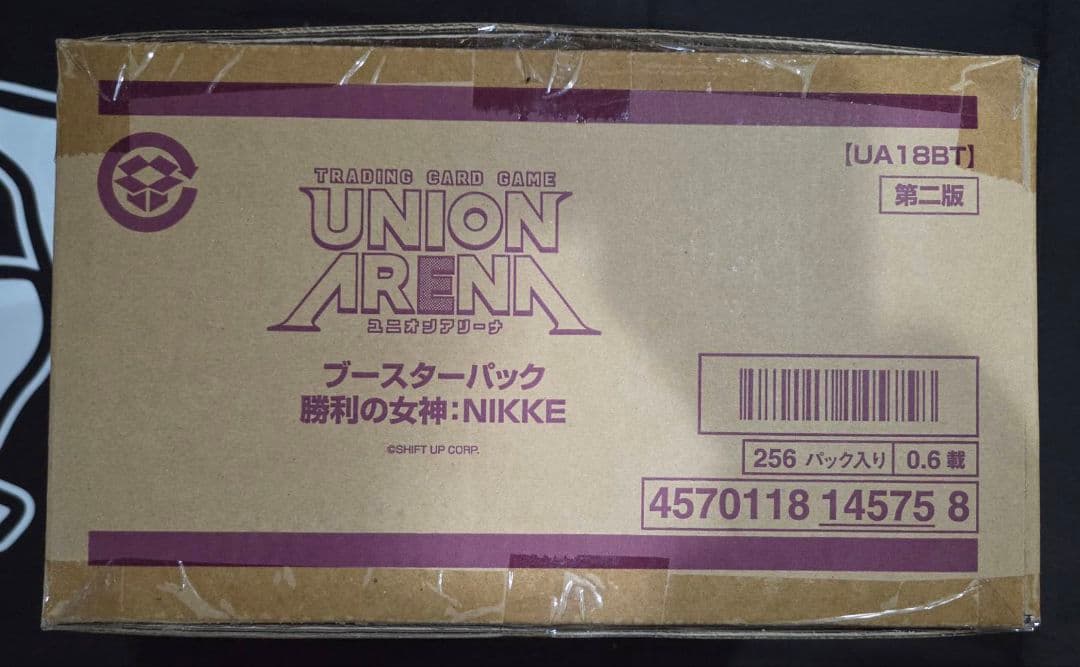 【UA18BT】
第二版
TRADING CARD GAME
UNION
ARENA
ユニオンアリーナ
ブースターパック
勝利の女神:NIKKE
©SHIFT UP CORP.
256 パック入り 0.6 載
4570118 14575 8